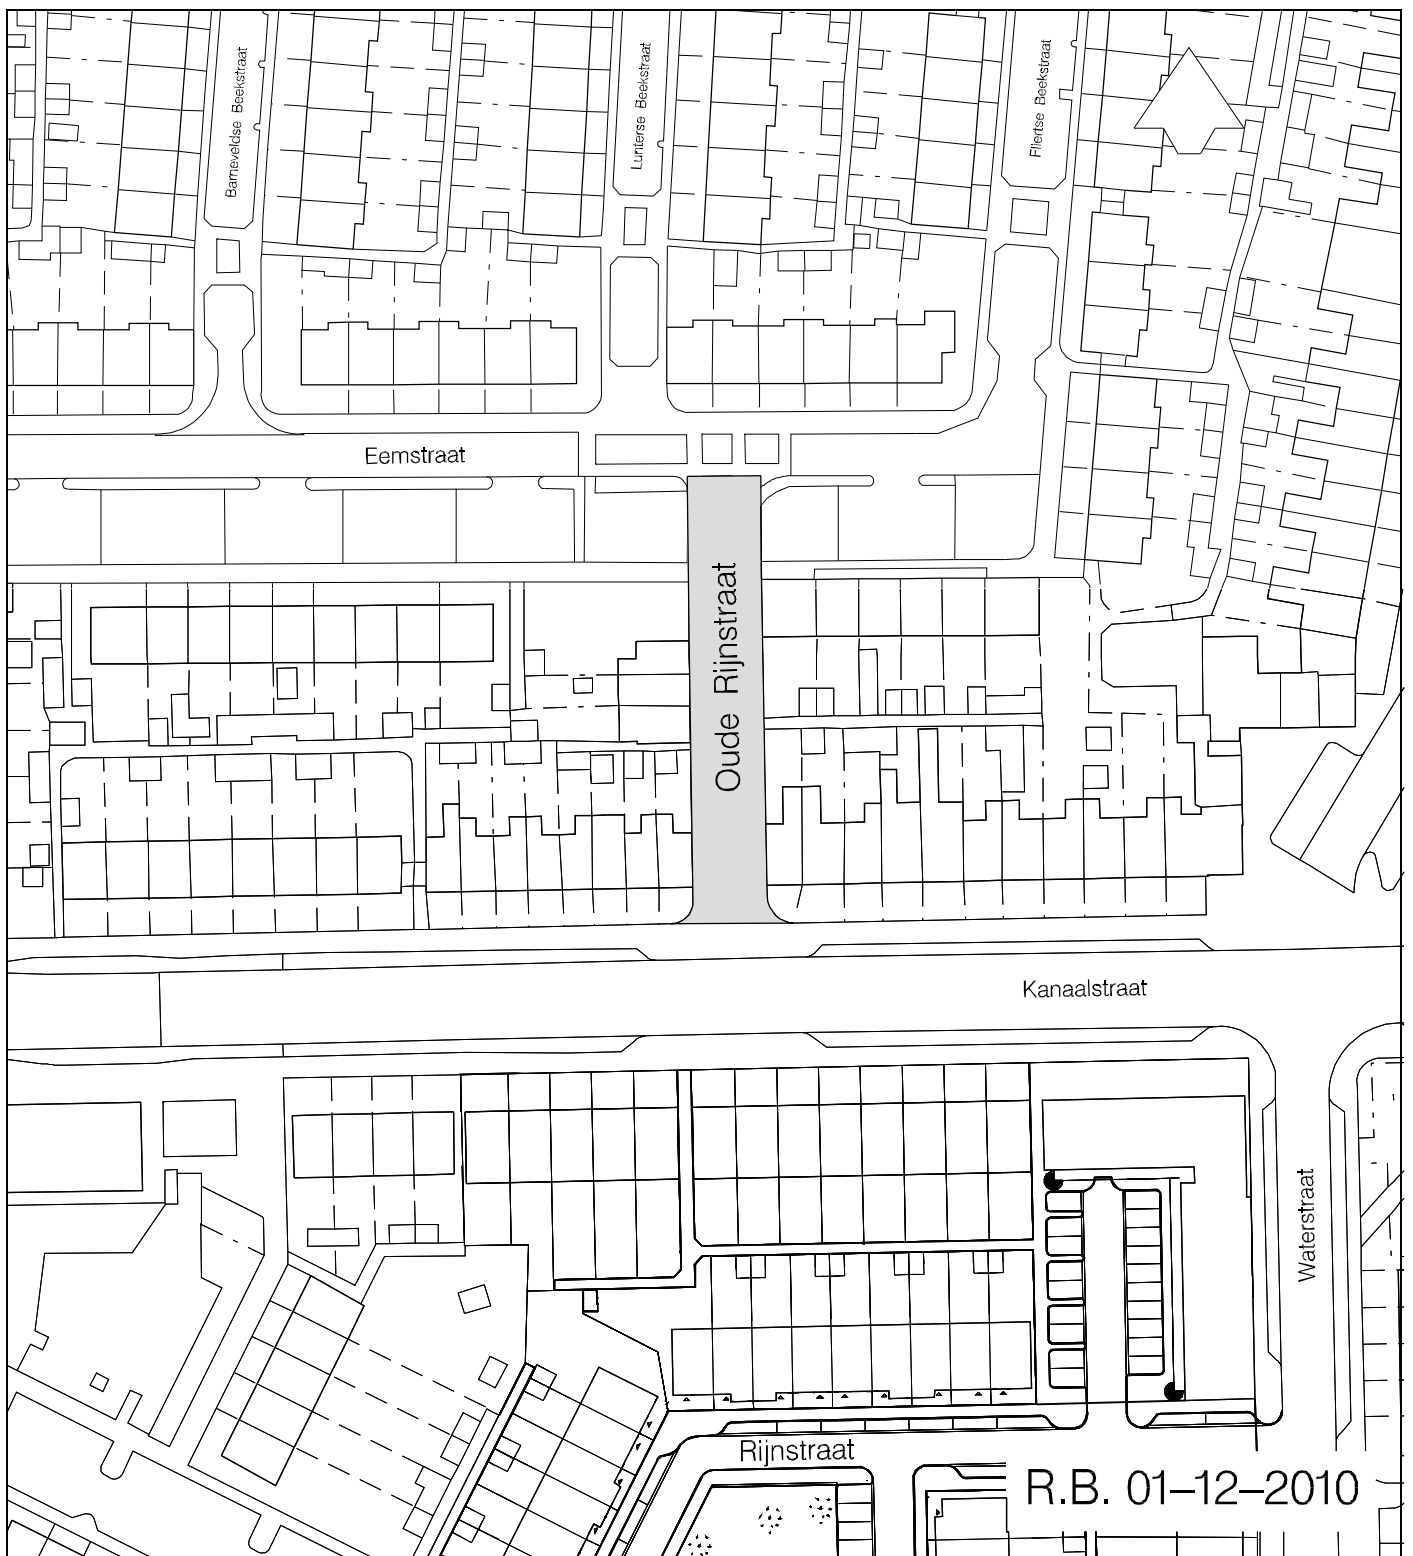 Barneveldse Beekstraat
Lunterse Beekstraat
Fliertse Beekstraat
Eemstraat
Oude Rijnstraat
Kanaalstraat
Waterstraat
Rijnstraat
R.B. 01–12–2010